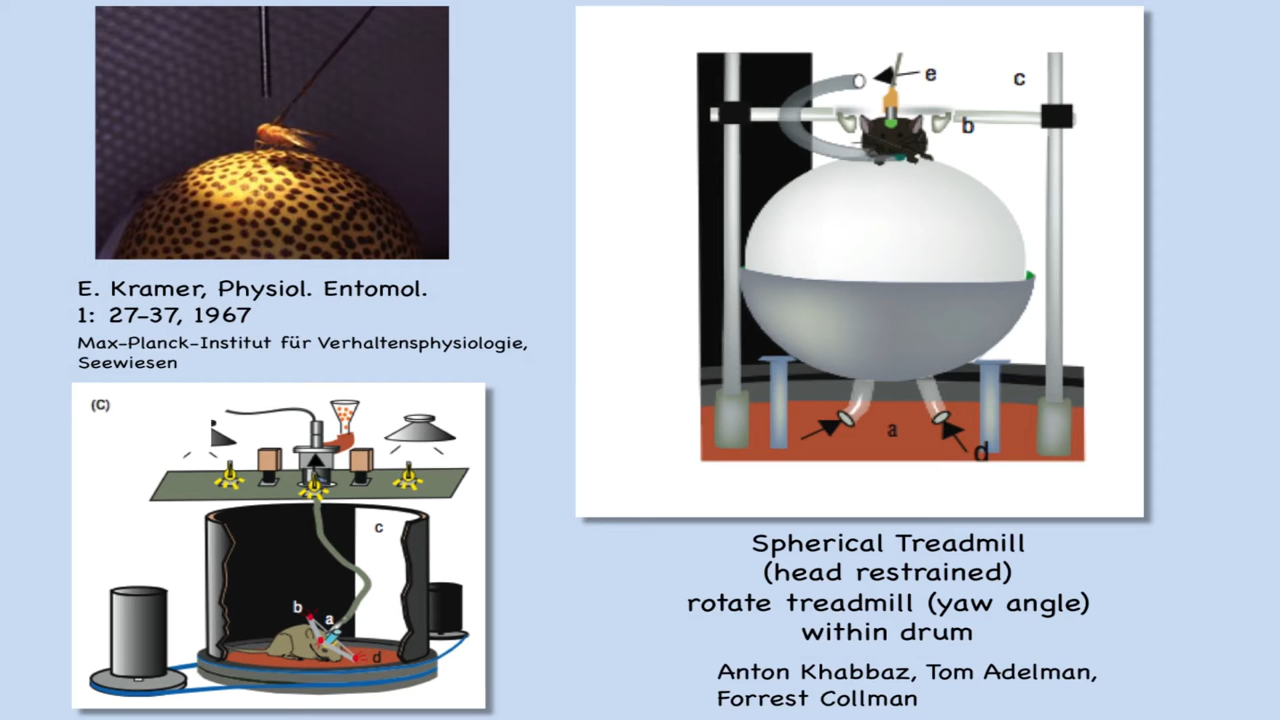 E. Kramer, Physiol. Entomol.
1: 27-37, 1967
Max-Planck-Institut für Verhaltensphysiologie,
Seewiesen
(C)
c
b
a
d
e
c
b
a
d
Spherical Treadmill
(head restrained)
rotate treadmill (yaw angle)
within drum
Anton Khabbaz, Tom Adelman,
Forrest Collman